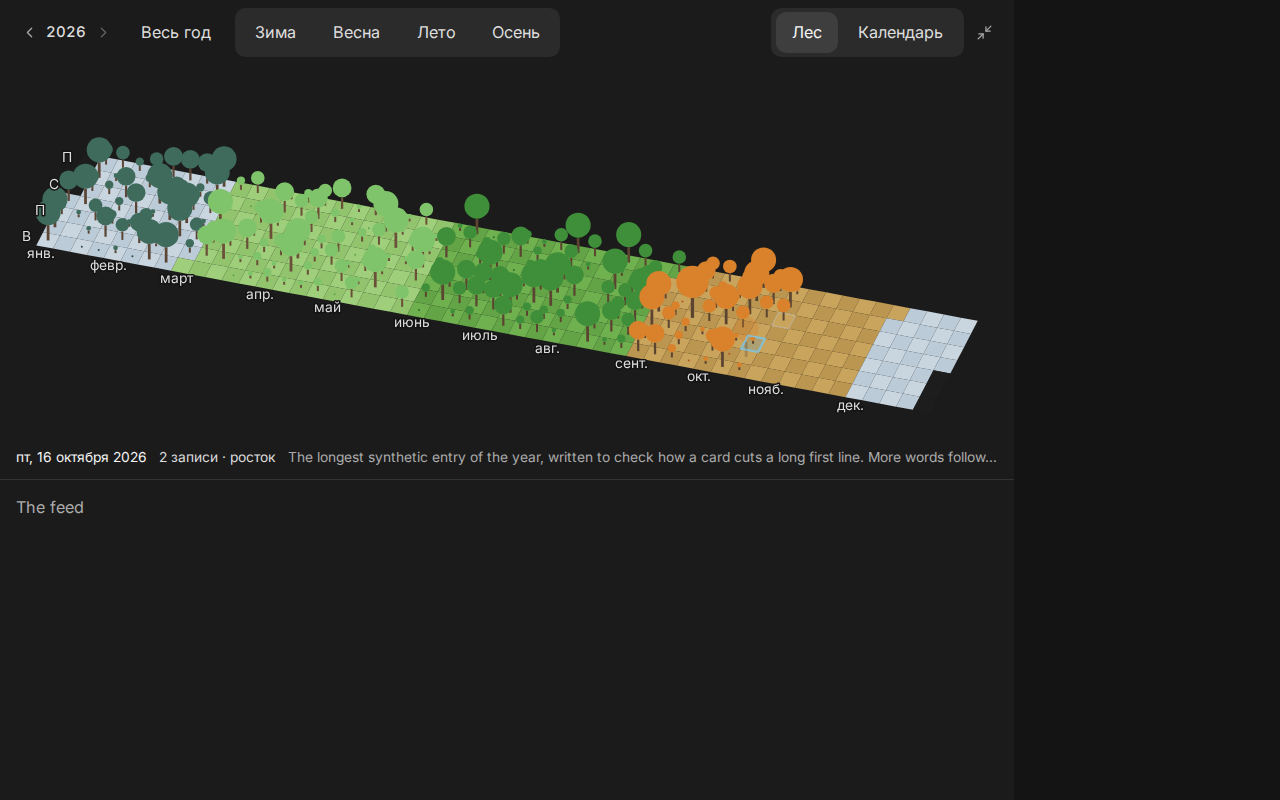 2026 Весь год Зима Весна Лето Осень Лес Календарь
П
С
П
В
янв.
февр.
март
апр.
май
июнь
июль
авг.
сент.
окт.
нояб.
дек.
пт, 16 октября 2026 2 записи · росток The longest synthetic entry of the year, written to check how a card cuts a long first line. More words follow...
The feed